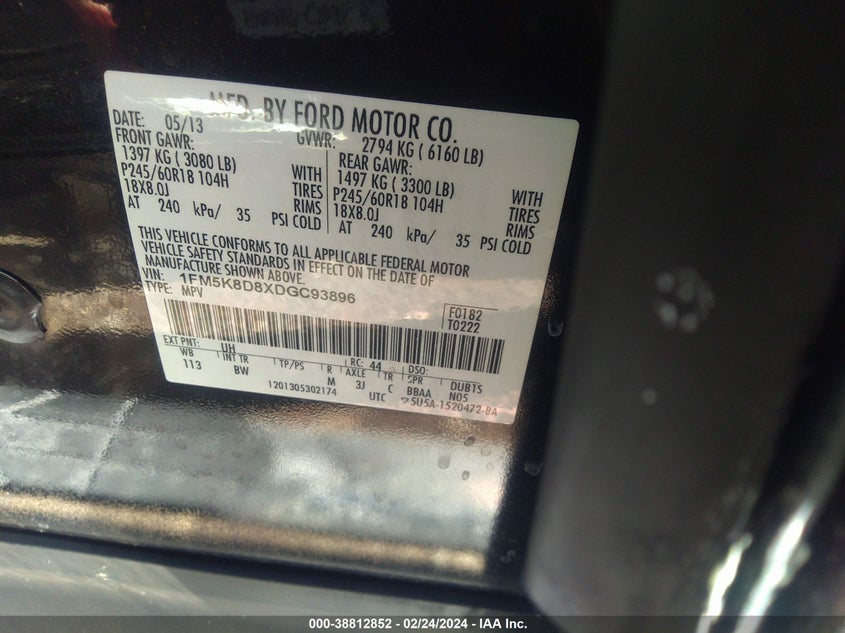 MFD. BY FORD MOTOR CO.
DATE: 05/13 GVWR: 2794 KG ( 6160 LB)
FRONT GAWR: REAR GAWR:
1397 KG ( 3080 LB) WITH 1497 KG ( 3300 LB) WITH
P245/60R18 104H TIRES P245/60R18 104H TIRES
18X8.0J RIMS 18X8.0J RIMS
AT 240 kPa/ 35 PSI COLD AT 240 kPa/ 35 PSI COLD
THIS VEHICLE CONFORMS TO ALL APPLICABLE FEDERAL MOTOR
VEHICLE SAFETY STANDARDS IN EFFECT ON THE DATE OF
MANUFACTURE SHOWN ABOVE.
VIN: 1FM5K8D8XDGC93896
TYPE: MPV
F0182
T0222
EXT PNT: UH RC: 44 DSO:
WB INT TR TP/PS R AXLE TR SPR DUBTS
113 BW M 3J C BBAA N05
1201305302174 UTC 5U5A-1520472-BA
000-38812852 - 02/24/2024 - IAA Inc.